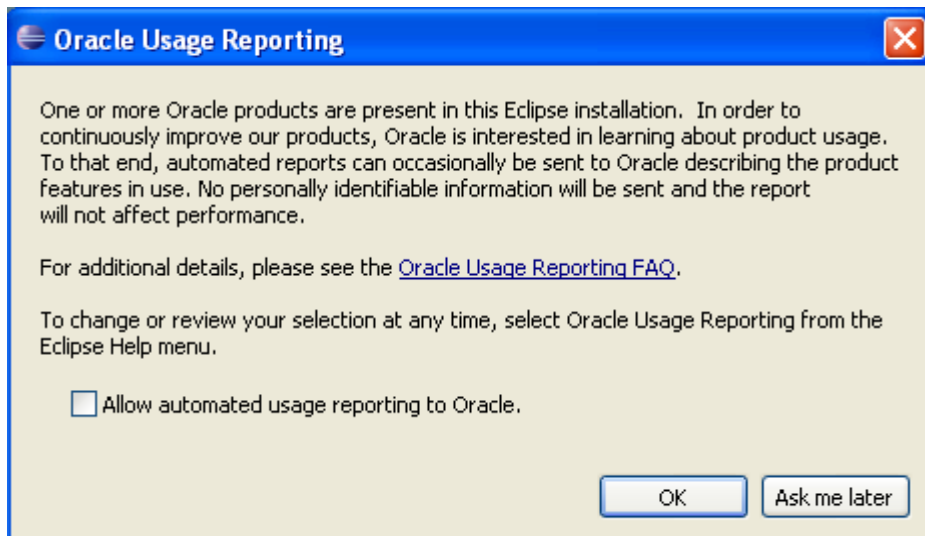 Oracle Usage Reporting
One or more Oracle products are present in this Eclipse installation.  In order to
continuously improve our products, Oracle is interested in learning about product usage.
To that end, automated reports can occasionally be sent to Oracle describing the product
features in use. No personally identifiable information will be sent and the report
will not affect performance.
For additional details, please see the Oracle Usage Reporting FAQ.
To change or review your selection at any time, select Oracle Usage Reporting from the
Eclipse Help menu.
Allow automated usage reporting to Oracle.
OK
Ask me later